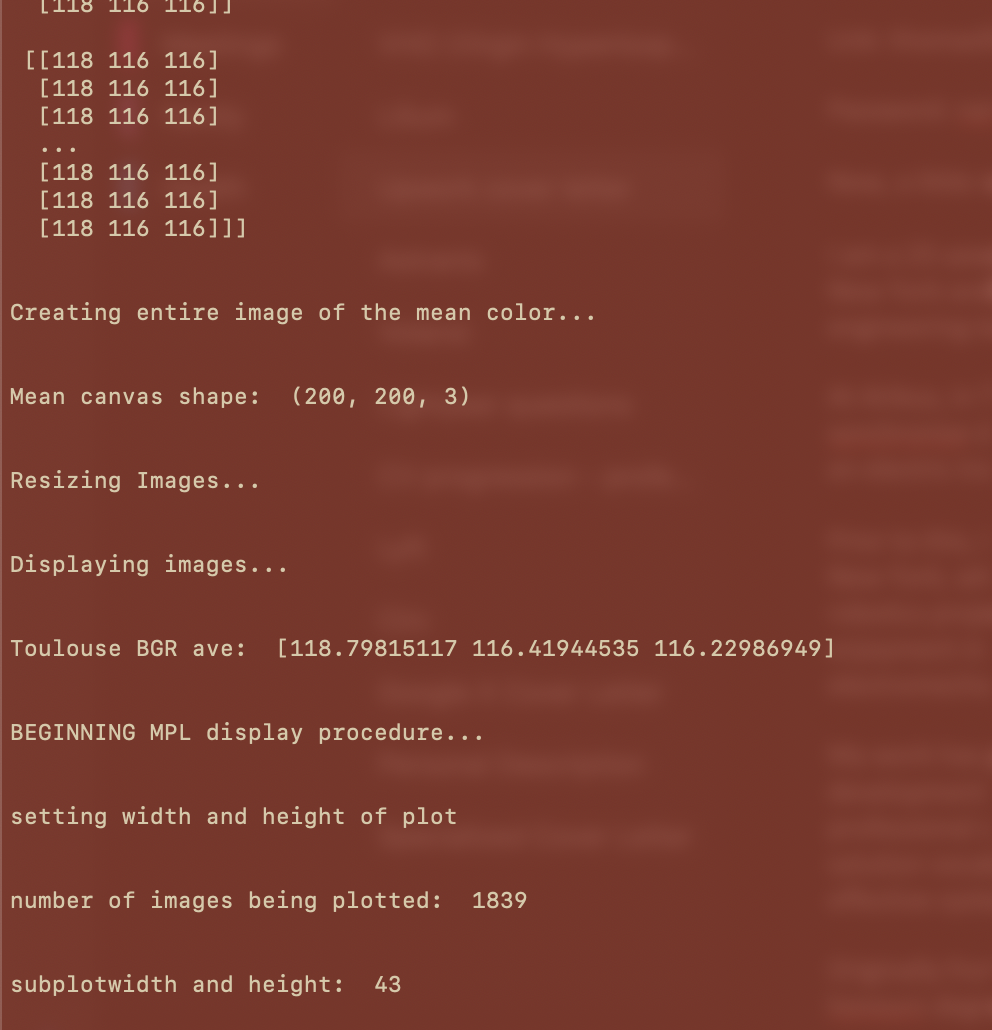 [118 116 116]]
[[118 116 116]
[118 116 116]
[118 116 116]
...
[118 116 116]
[118 116 116]
[118 116 116]]]
Creating entire image of the mean color...
Mean canvas shape:  (200, 200, 3)
Resizing Images...
Displaying images...
Toulouse BGR ave:  [118.79815117 116.41944535 116.22986949]
BEGINNING MPL display procedure...
setting width and height of plot
number of images being plotted:  1839
subplotwidth and height:  43